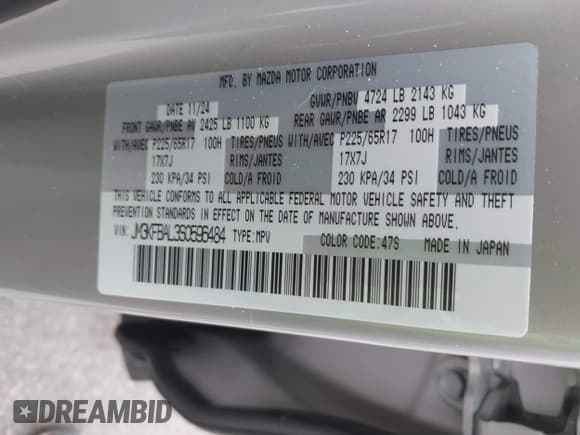 MFG. BY MAZDA MOTOR CORPORATION
DATE 11/24 GVWR/PNBV 4724 LB 2143 KG
FRONT GAWR/PNBE AV 2425 LB 1100 KG REAR GAWR/PNBE AR 2299 LB 1043 KG
WITH/AVEC P225/65R17 100H TIRES/PNEUS WITH/AVEC P225/65R17 100H TIRES/PNEUS
17X7J RIMS/JANTES 17X7J RIMS/JANTES
230 KPA/34 PSI COLD/A FROID 230 KPA/34 PSI COLD/A FROID
THIS VEHICLE CONFORMS TO ALL APPLICABLE FEDERAL MOTOR VEHICLE SAFETY AND THEFT
PREVENTION STANDARDS IN EFFECT ON THE DATE OF MANUFACTURE SHOWN ABOVE.
VIN: JM3KFBAL3S0596484 TYPE:MPV COLOR CODE:47S MADE IN JAPAN
DREAMBID